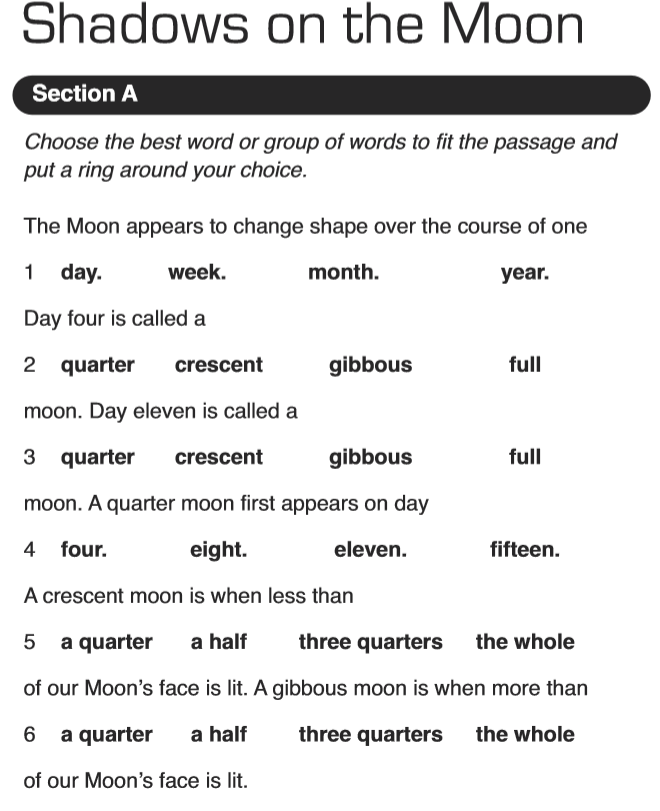 Shadows on the Moon
Section A
Choose the best word or group of words to fit the passage and
put a ring around your choice.
The Moon appears to change shape over the course of one
1 day. week. month. year.
Day four is called a
2 quarter crescent gibbous full
moon. Day eleven is called a
3 quarter crescent gibbous full
moon. A quarter moon first appears on day
4 four. eight. eleven. fifteen.
A crescent moon is when less than
5 a quarter a half three quarters the whole
of our Moon’s face is lit. A gibbous moon is when more than
6 a quarter a half three quarters the whole
of our Moon’s face is lit.